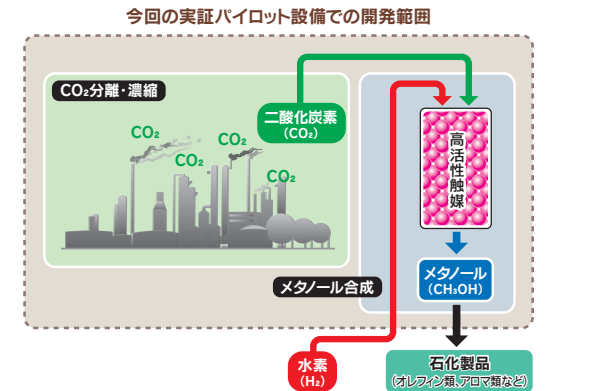 今回の実証パイロット設備での開発範囲
CO₂分離・濃縮
二酸化炭素
(CO₂)
CO₂
CO₂
CO₂
CO₂
高活性触媒
メタノール
(CH₃OH)
メタノール合成
水素
(H₂)
石化製品
(オレフィン類、アロマ類など)